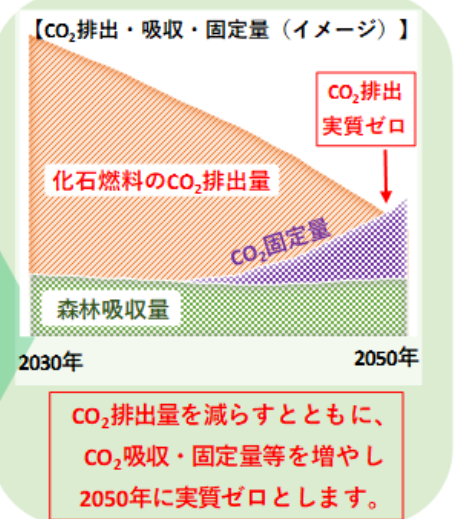 【CO₂排出・吸収・固定量（イメージ）】
CO₂排出
実質ゼロ
化石燃料のCO₂排出量
CO₂固定量
森林吸収量
2030年
2050年
CO₂排出量を減らすとともに、
CO₂吸収・固定量等を増やし
2050年に実質ゼロとします。